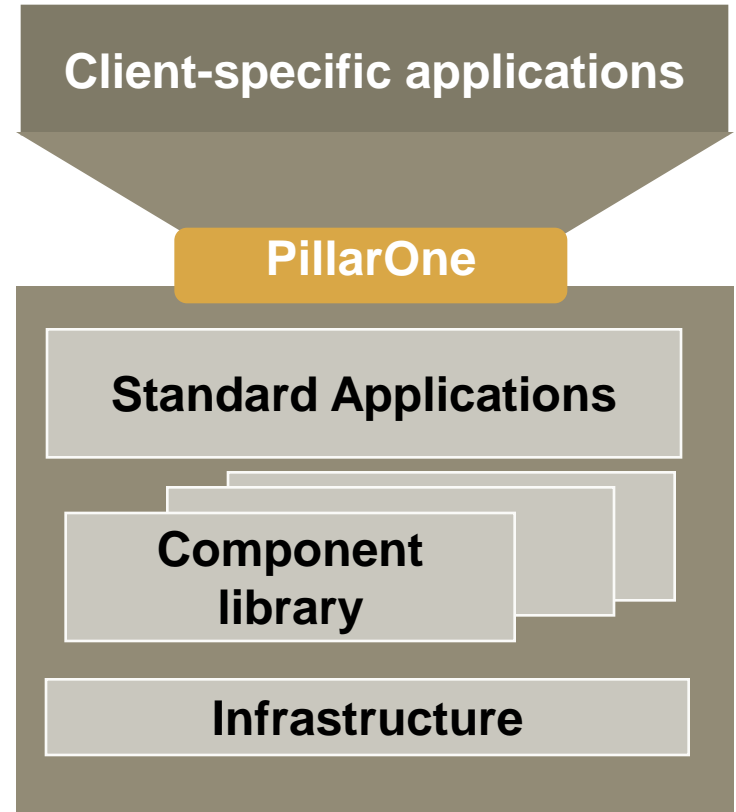 Client-specific applications
PillarOne
Standard Applications
Component
library
Infrastructure